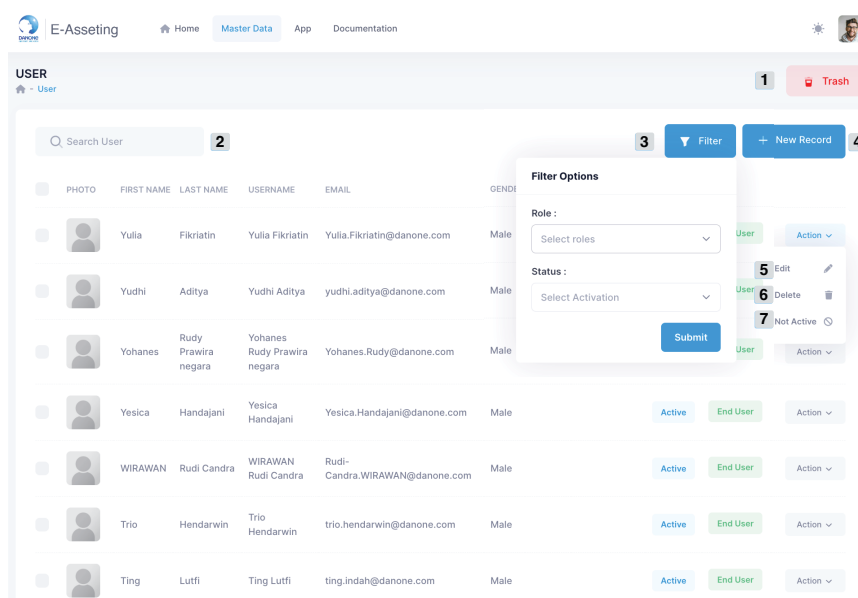 DANONE
E-Asseting
Home Master Data App Documentation
USER
- User
1 Trash
Search User 2 3 Filter + New Record 4
Filter Options
PHOTO FIRST NAME LAST NAME USERNAME EMAIL GENDE
Role :
Select roles
Yulia Fikriatin Yulia Fikriatin Yulia.Fikriatin@danone.com Male User Action
5 Edit
Status :
Select Activation
Yudhi Aditya Yudhi Aditya yudhi.aditya@danone.com Male User 6 Delete
7 Not Active
Submit
Rudy Yohanes
Yohanes Prawira Rudy Prawira Yohanes.Rudy@danone.com Male User Action
negara negara
Yesica
Yesica Handajani Yesica.Handajani@danone.com Male Active End User Action
Handajani
WIRAWAN Rudi-
WIRAWAN Rudi Candra Male Active End User Action
Rudi Candra Candra.WIRAWAN@danone.com
Trio
Trio Hendarwin trio.hendarwin@danone.com Male Active End User Action
Hendarwin
Ting Lutfi Ting Lutfi ting.indah@danone.com Male Active End User Action